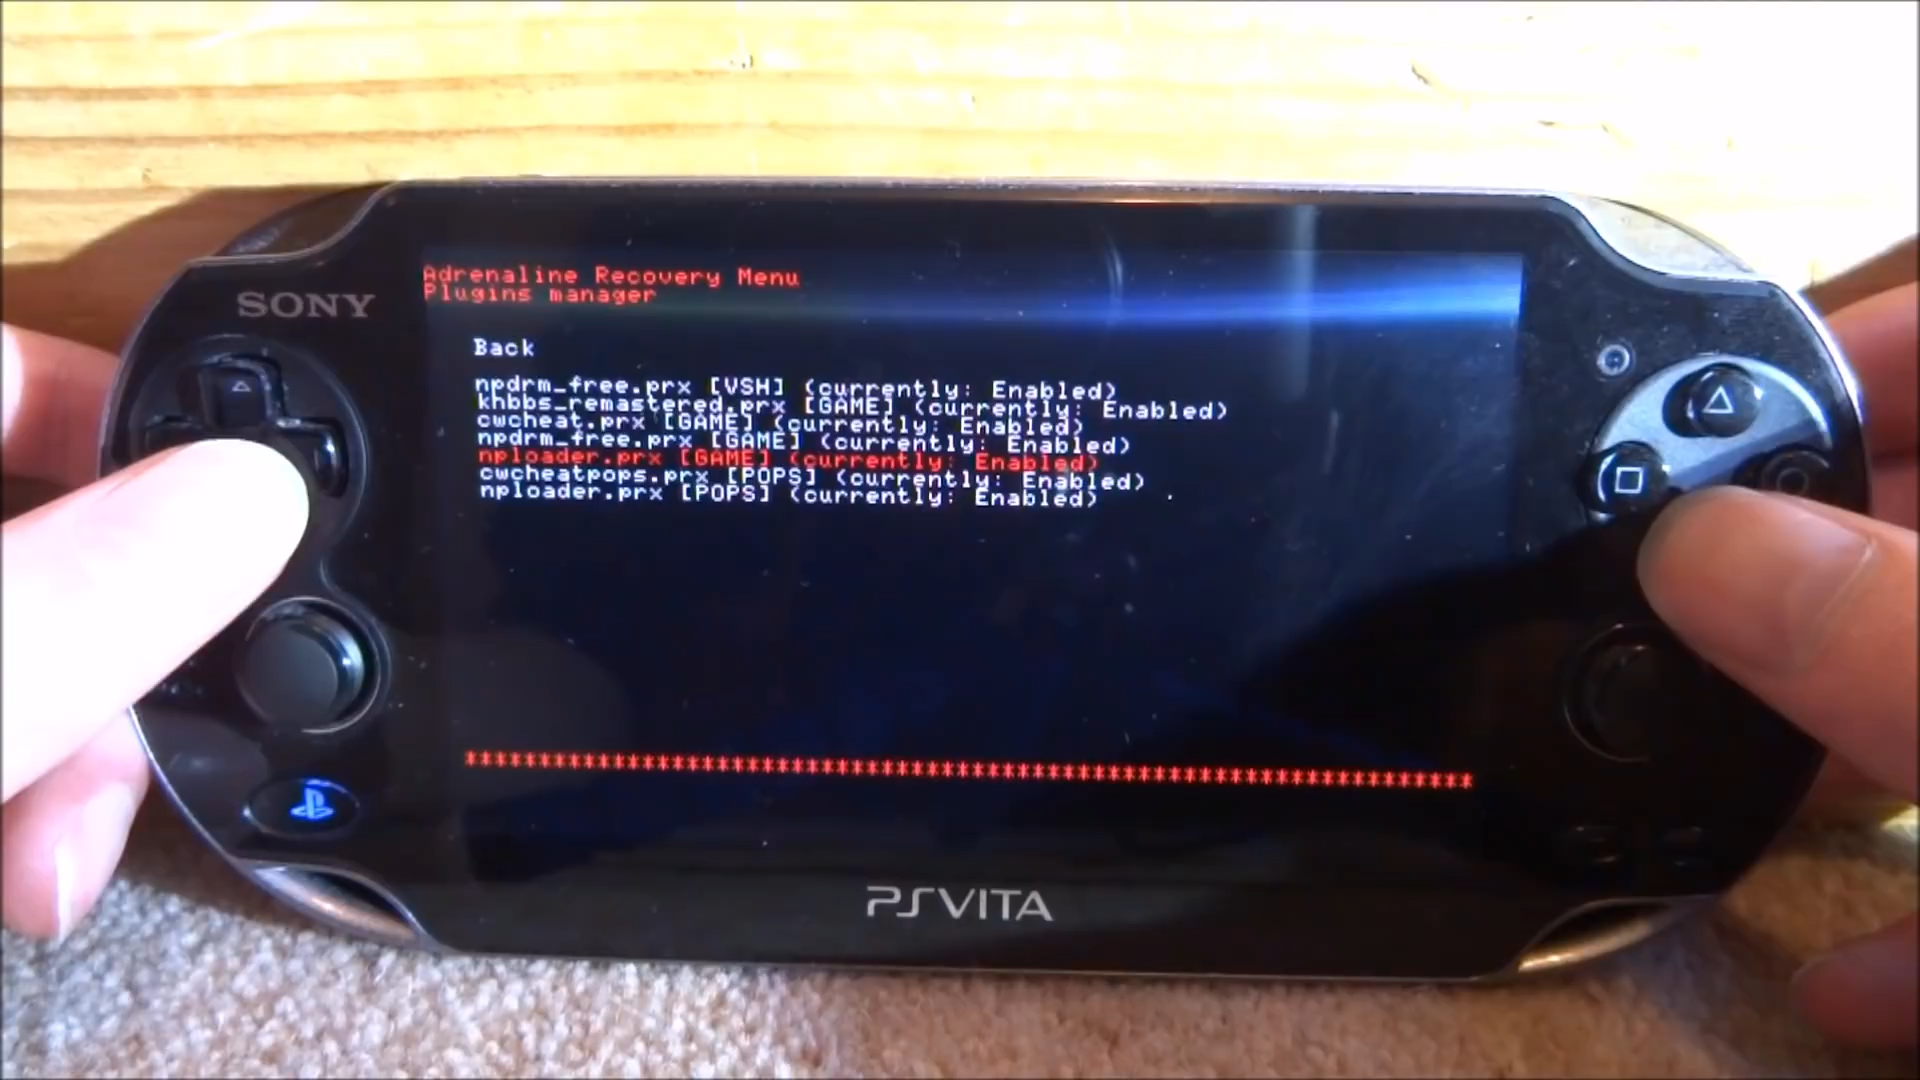 SONY
Adrenaline Recovery Menu
Plugins manager
Back
npdrm_free.prx [VSH] (currently: Enabled)
khbbs_remastered.prx [GAME] (currently: Enabled)
cwcheat.prx [GAME] (currently: Enabled)
npdrm_free.prx [GAME] (currently: Enabled)
nploader.prx [GAME] (currently: Enabled)
cwcheatpops.prx [POPS] (currently: Enabled)
nploader.prx [POPS] (currently: Enabled)
*******************************************************************
PSVITA